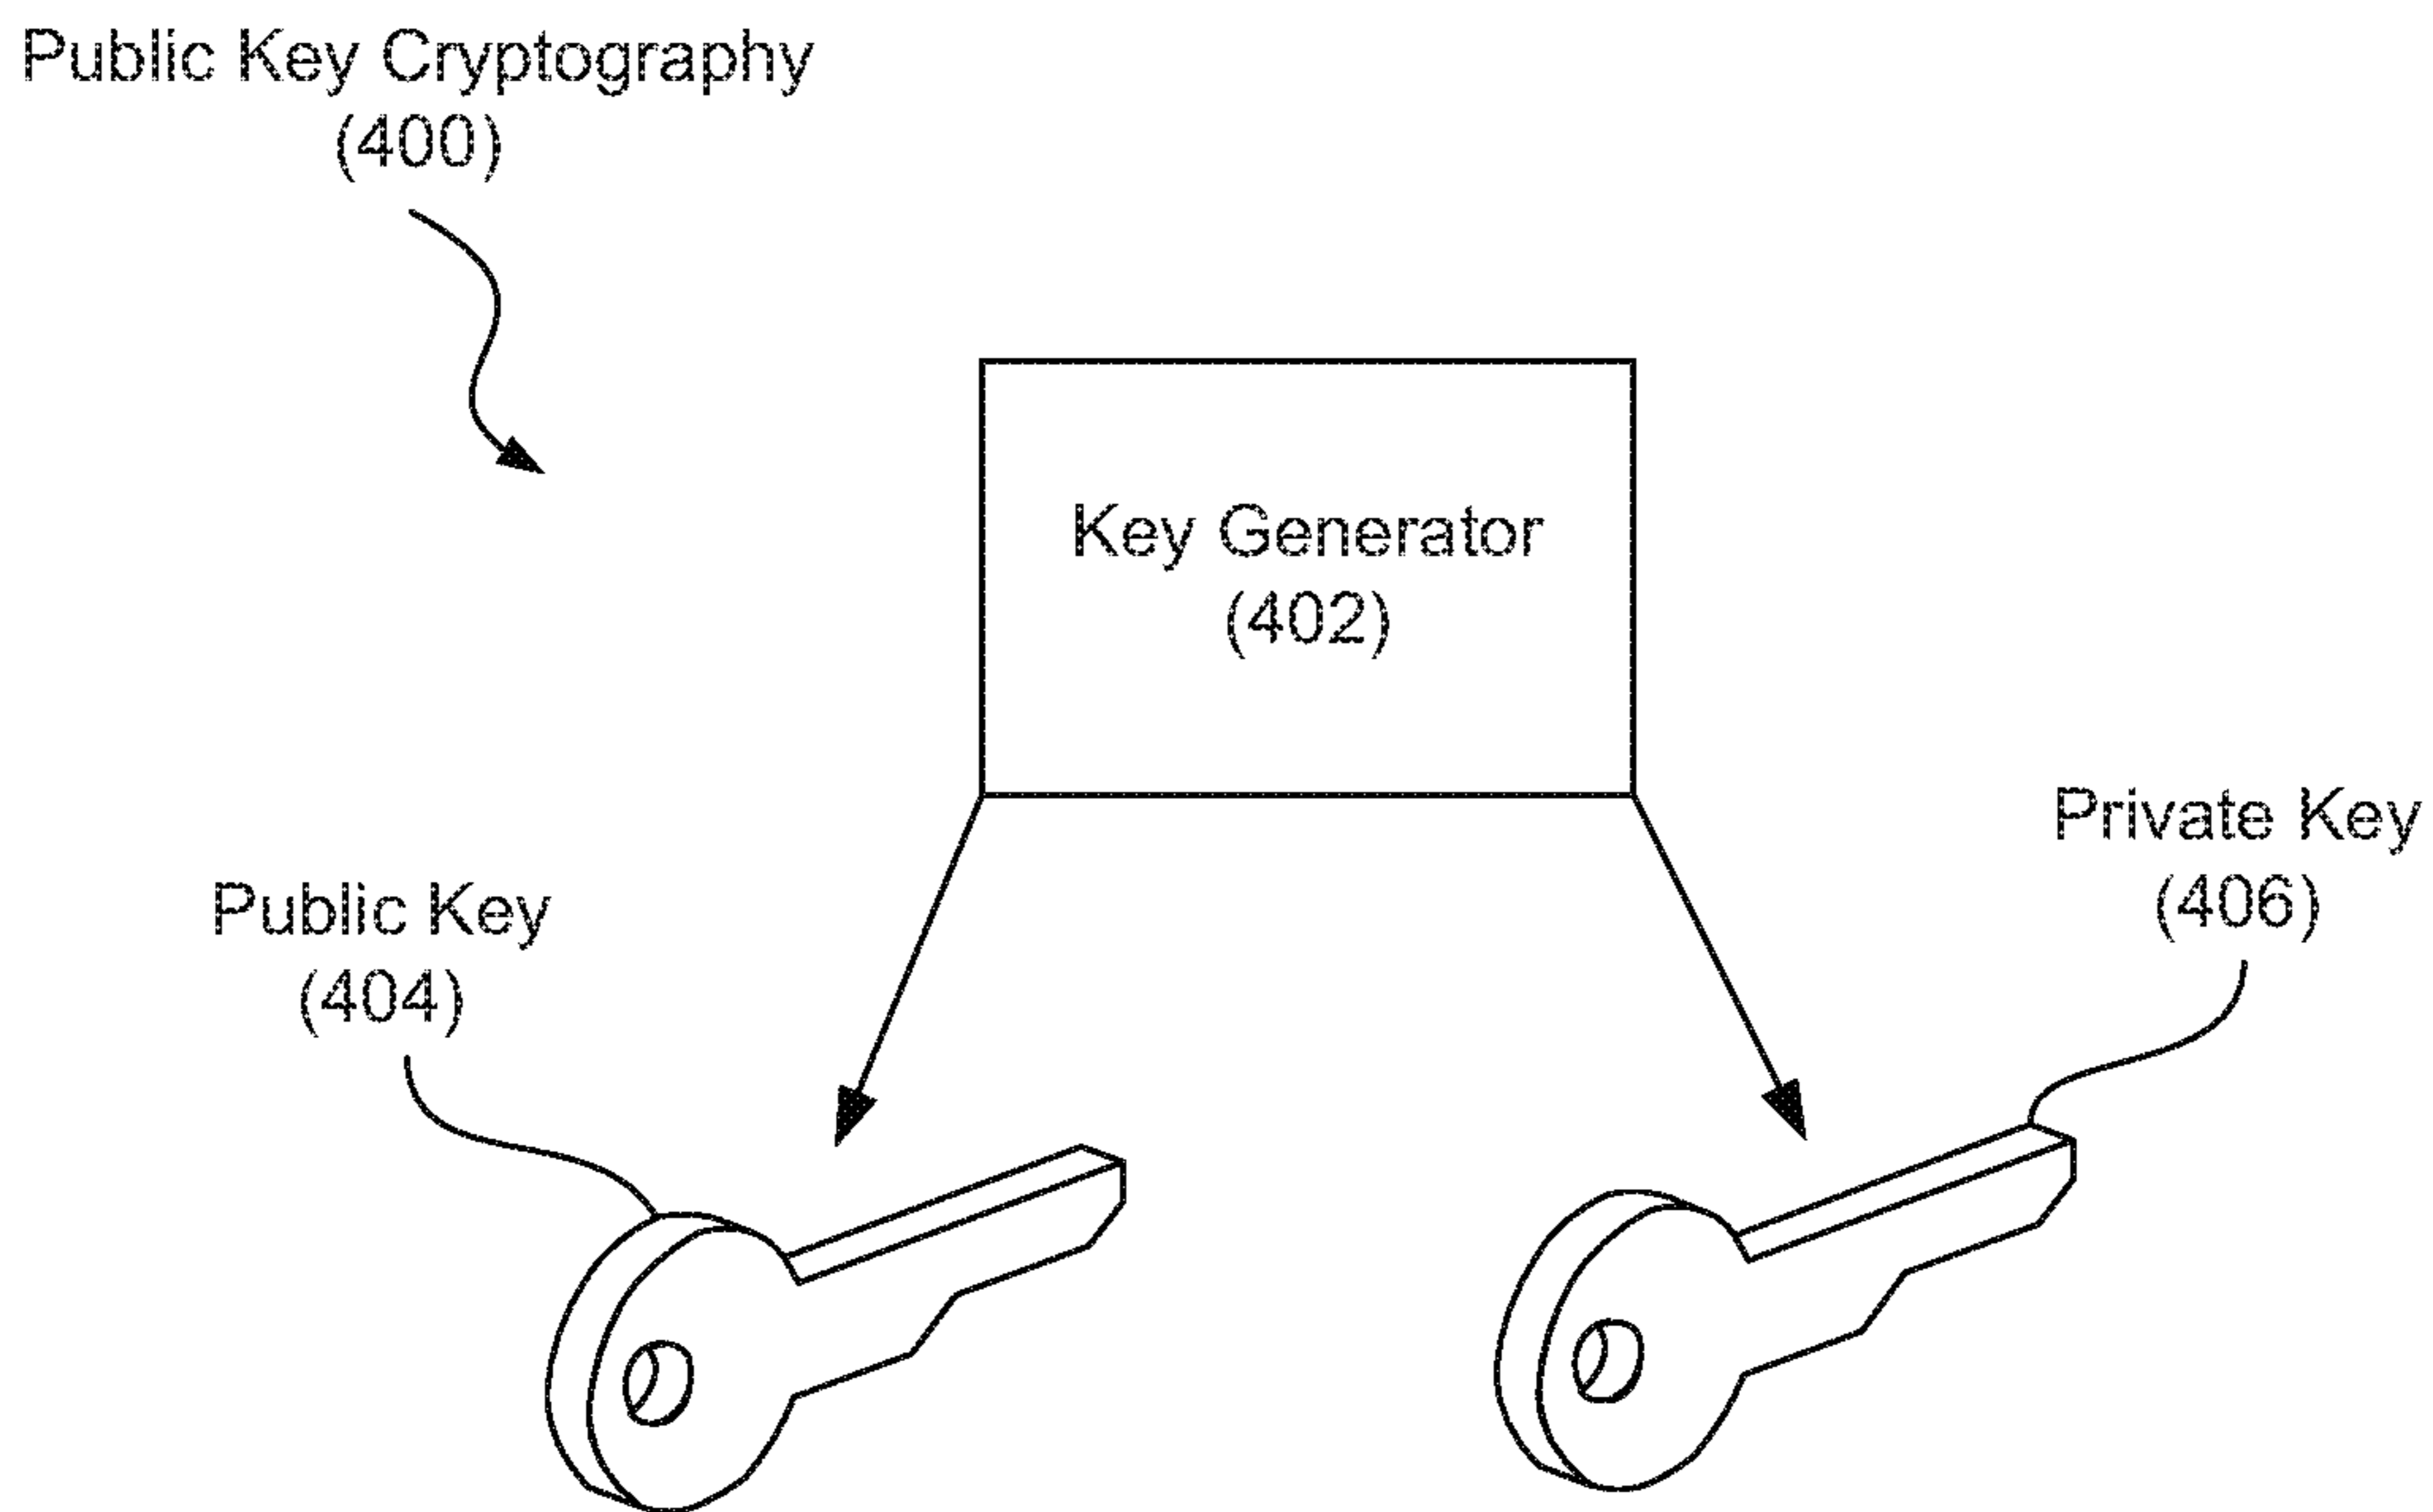 Public Key Cryptography
(400)
Key Generator
(402)
Private Key
(406)
Public Key
(404)